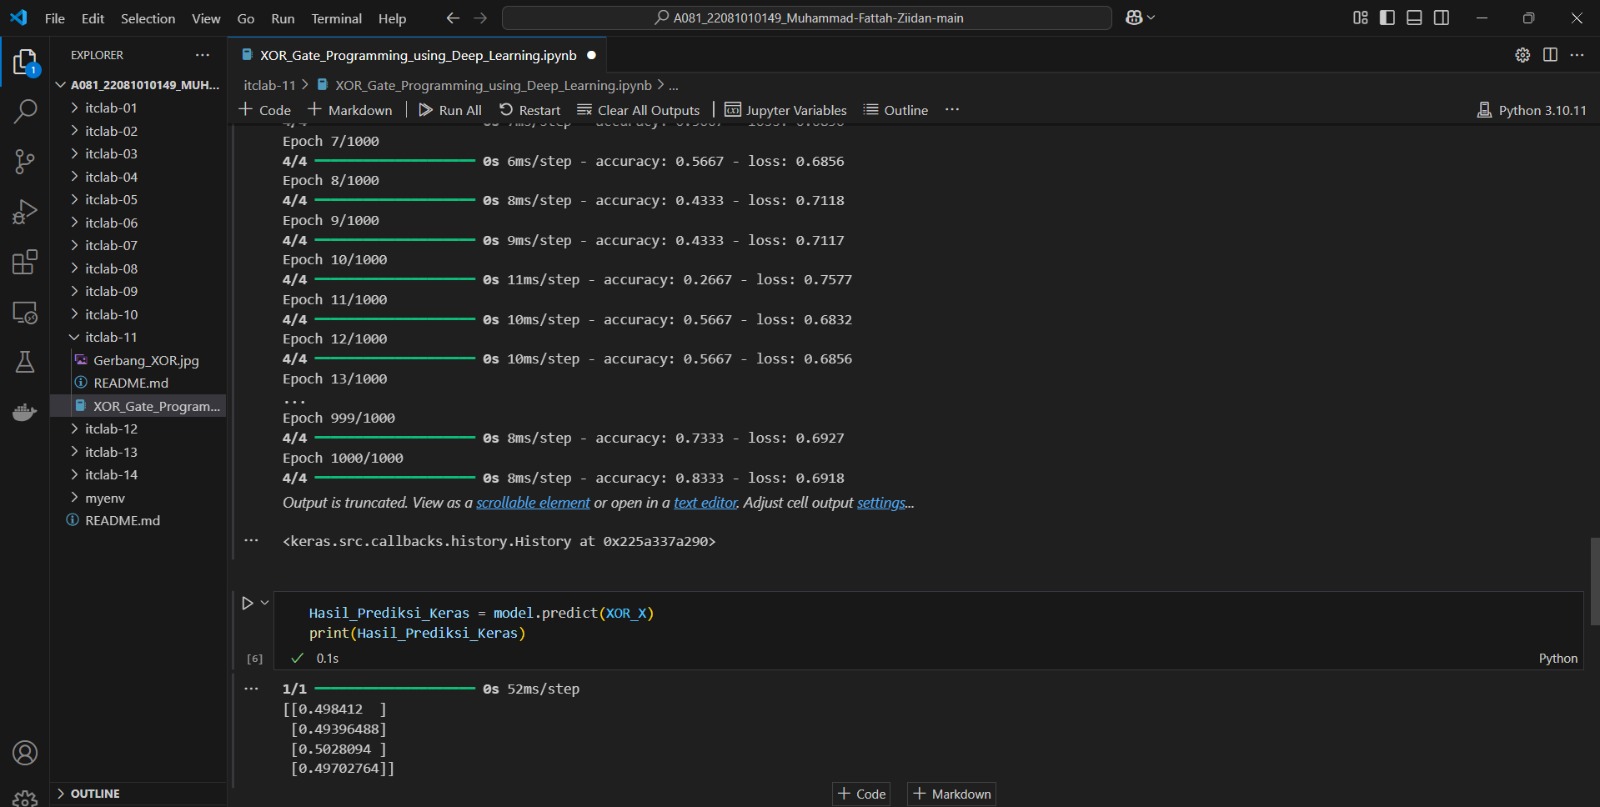 File Edit Selection View Go Run Terminal Help
A081_22081010149_Muhammad-Fattah-Ziidan-main
EXPLORER
1
A081_22081010149_MUH...
itclab-01
itclab-02
itclab-03
itclab-04
itclab-05
itclab-06
itclab-07
itclab-08
itclab-09
itclab-10
itclab-11
Gerbang_XOR.jpg
README.md
XOR_Gate_Program...
itclab-12
itclab-13
itclab-14
myenv
README.md
OUTLINE
XOR_Gate_Programming_using_Deep_Learning.ipynb
itclab-11 > XOR_Gate_Programming_using_Deep_Learning.ipynb > ...
+ Code + Markdown | Run All Restart Clear All Outputs | Jupyter Variables Outline ...
Python 3.10.11
Epoch 7/1000
4/4 0s 6ms/step - accuracy: 0.5667 - loss: 0.6856
Epoch 8/1000
4/4 0s 8ms/step - accuracy: 0.4333 - loss: 0.7118
Epoch 9/1000
4/4 0s 9ms/step - accuracy: 0.4333 - loss: 0.7117
Epoch 10/1000
4/4 0s 11ms/step - accuracy: 0.2667 - loss: 0.7577
Epoch 11/1000
4/4 0s 10ms/step - accuracy: 0.5667 - loss: 0.6832
Epoch 12/1000
4/4 0s 10ms/step - accuracy: 0.5667 - loss: 0.6856
Epoch 13/1000
...
Epoch 999/1000
4/4 0s 8ms/step - accuracy: 0.7333 - loss: 0.6927
Epoch 1000/1000
4/4 0s 8ms/step - accuracy: 0.8333 - loss: 0.6918
Output is truncated. View as a scrollable element or open in a text editor. Adjust cell output settings...
<keras.src.callbacks.history.History at 0x225a337a290>
Hasil_Prediksi_Keras = model.predict(XOR_X)
print(Hasil_Prediksi_Keras)
[6] 0.1s
Python
1/1 0s 52ms/step
[[0.498412  ]
[0.49396488]
[0.5028094 ]
[0.49702764]]
+ Code + Markdown